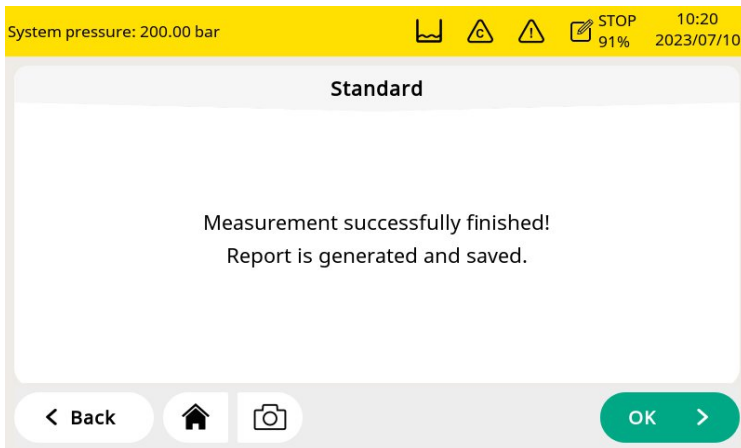 System pressure: 200.00 bar
C
!
STOP
91%
10:20
2023/07/10
Standard
Measurement successfully finished!
Report is generated and saved.
< Back
OK >